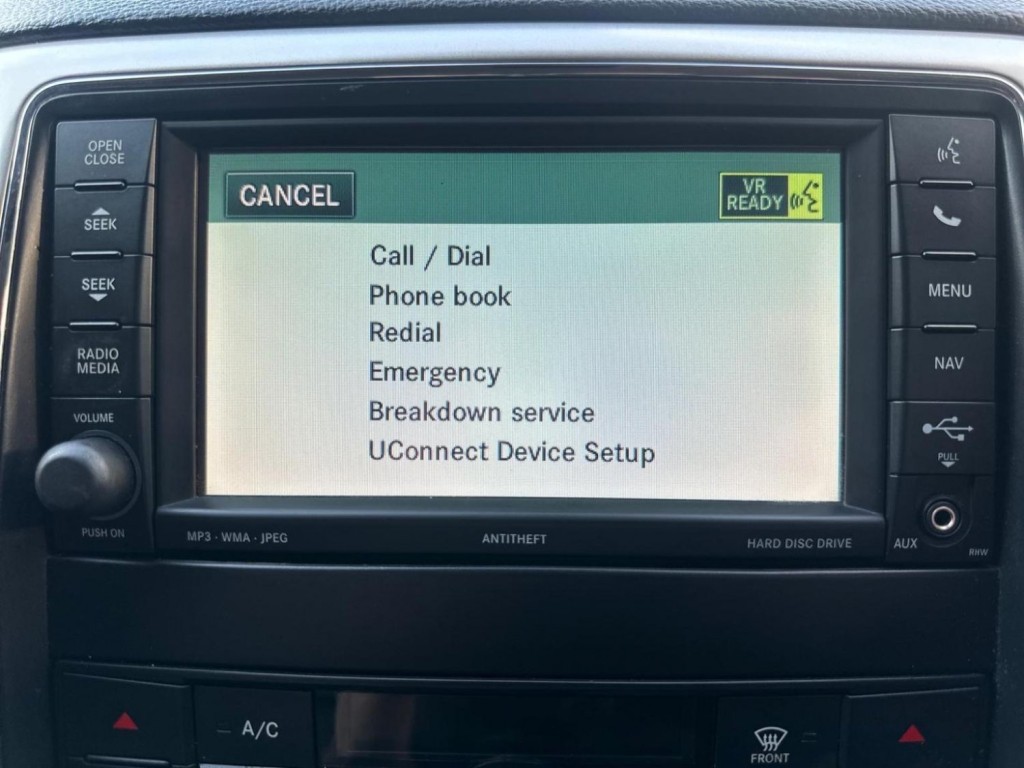 OPEN
CLOSE
SEEK
SEEK
RADIO
MEDIA
VOLUME
PUSH ON
CANCEL
VR
READY
Call / Dial
Phone book
Redial
Emergency
Breakdown service
UConnect Device Setup
MP3 · WMA · JPEG
ANTITHEFT
HARD DISC DRIVE
MENU
NAV
PULL
AUX
RHW
A/C
FRONT